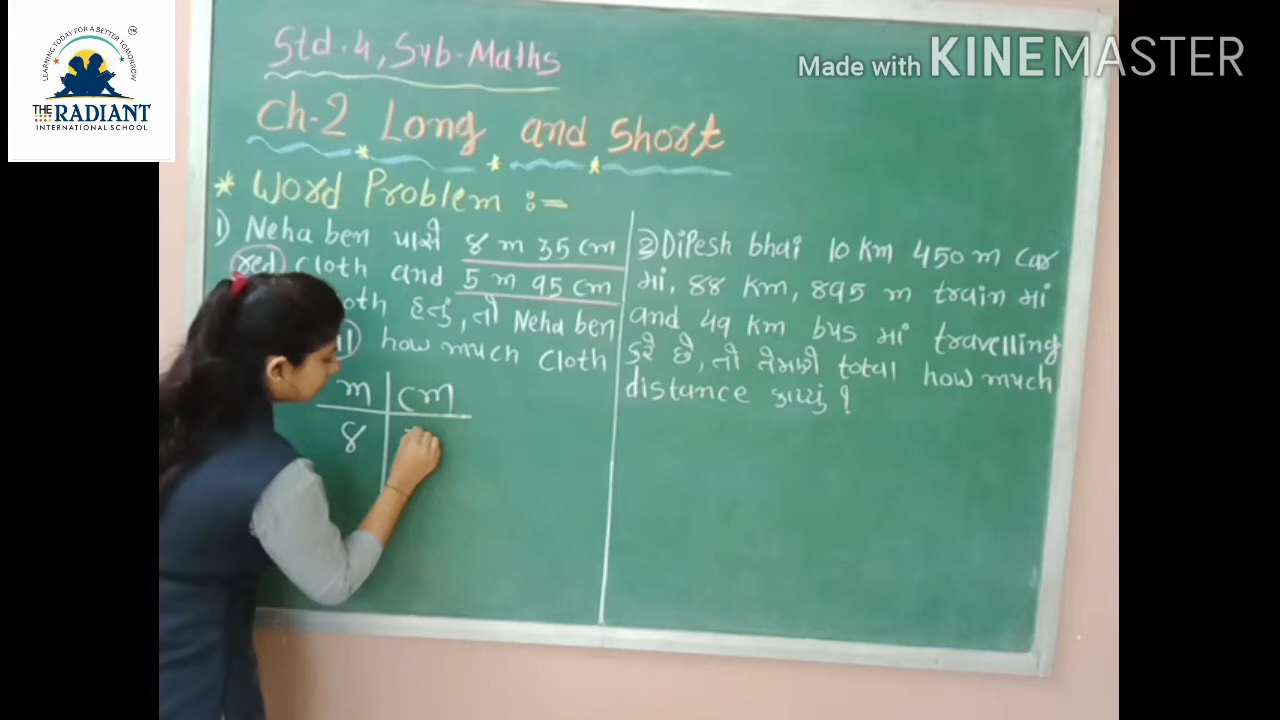 LEARNING TODAY FOR A BETTER TOMORROW
TM
THE RADIANT
INTERNATIONAL SCHOOL
Made with KINEMASTER
Std.4, Sub-Maths
Ch-2 Long and Short
* Word Problem :-
1) Neha ben પાસે 8 m 35 cm
red cloth and 5 m 95 cm
oth હતું, તો Neha ben
how much cloth
m cm
8
2) Dipesh bhai 10 km 450 m car
માં, 88 km, 895 m train માં
and 49 km bus માં travelling
કરે છે, તો તેમણે total how much
distance કાપ્યું ?